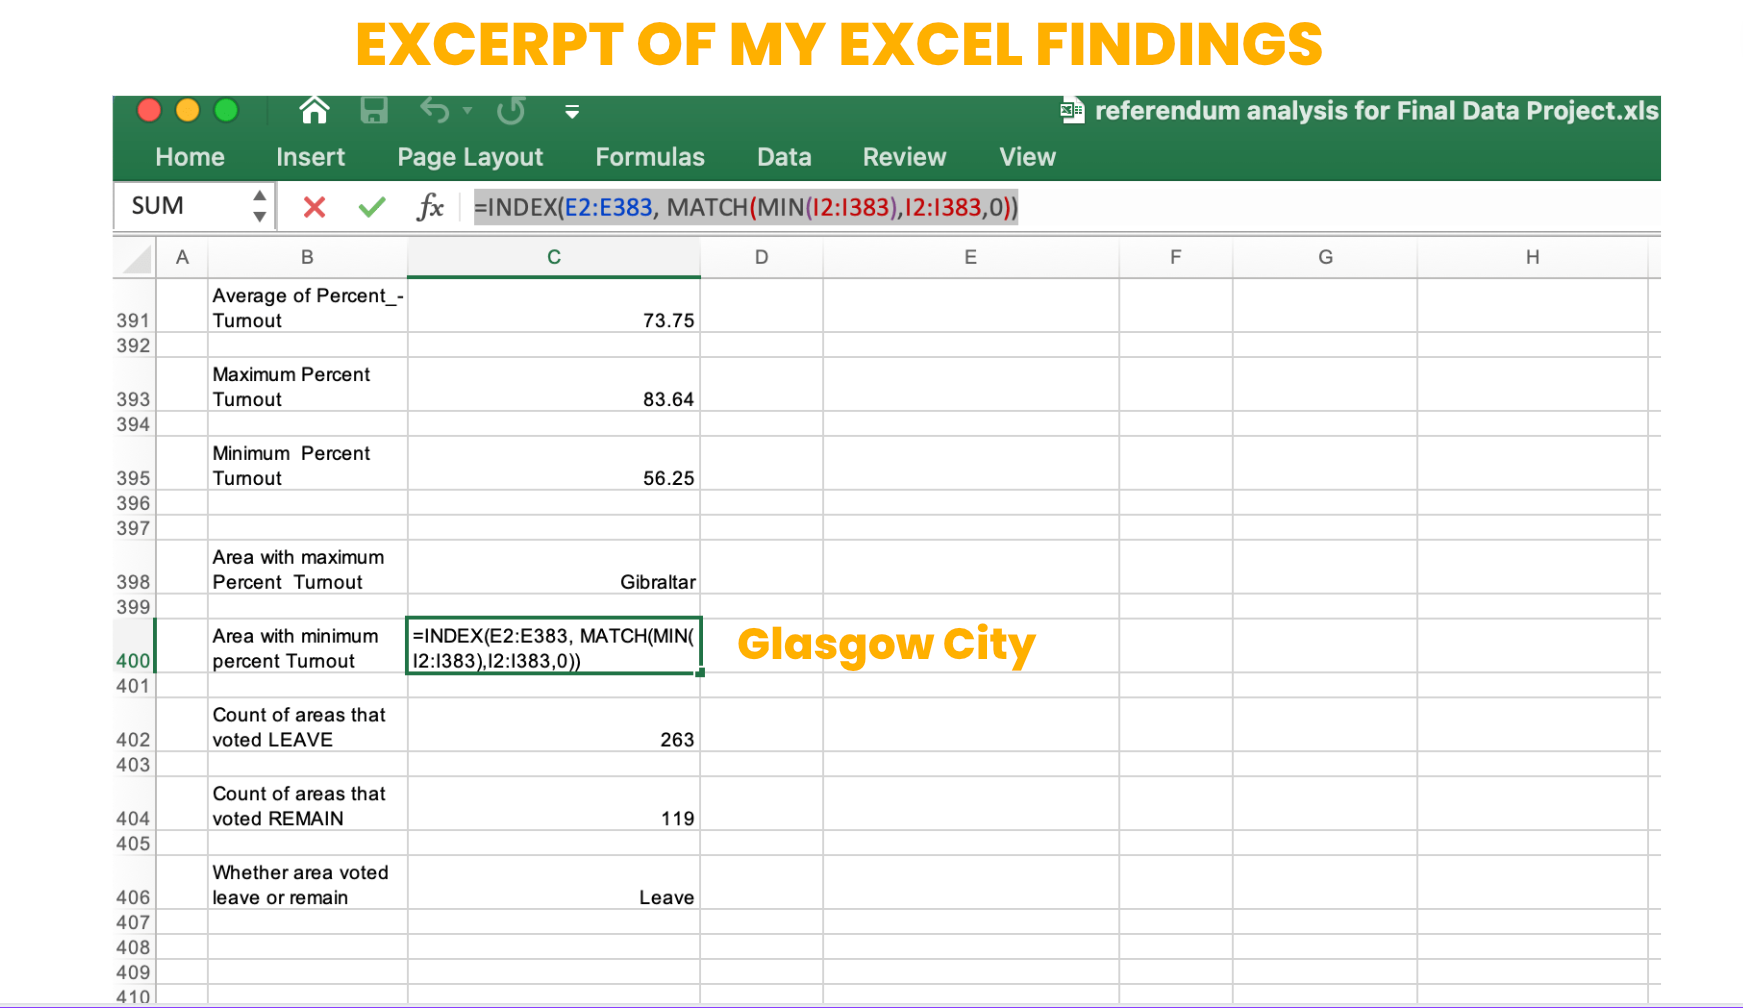 EXCERPT OF MY EXCEL FINDINGS
referendum analysis for Final Data Project.xls
Home Insert Page Layout Formulas Data Review View
SUM fx =INDEX(E2:E383, MATCH(MIN(I2:I383),I2:I383,0))
A B C D E F G H
Average of Percent_-
391 Turnout 73.75
392
Maximum Percent
393 Turnout 83.64
394
Minimum  Percent
395 Turnout 56.25
396
397
Area with maximum
398 Percent  Turnout Gibraltar
399
Area with minimum =INDEX(E2:E383, MATCH(MIN( Glasgow City
400 percent Turnout I2:I383),I2:I383,0))
401
Count of areas that
402 voted LEAVE 263
403
Count of areas that
404 voted REMAIN 119
405
Whether area voted
406 leave or remain Leave
407
408
409
410